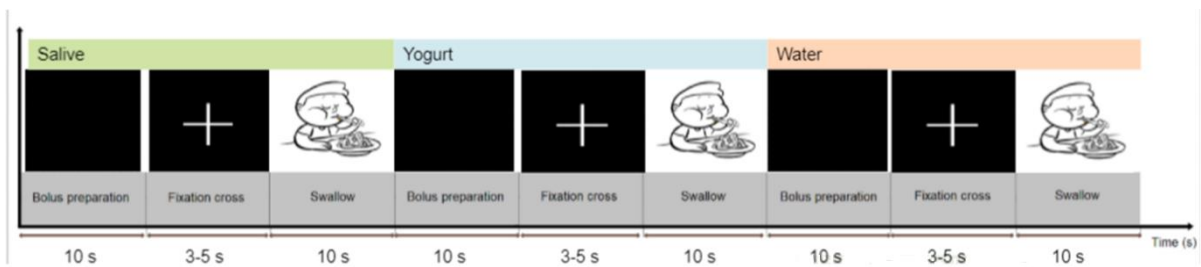 Salive Yogurt Water
Bolus preparation Fixation cross Swallow Bolus preparation Fixation cross Swallow Bolus preparation Fixation cross Swallow
Time (s)
10 s 3-5 s 10 s 10 s 3-5 s 10 s 10 s 3-5 s 10 s